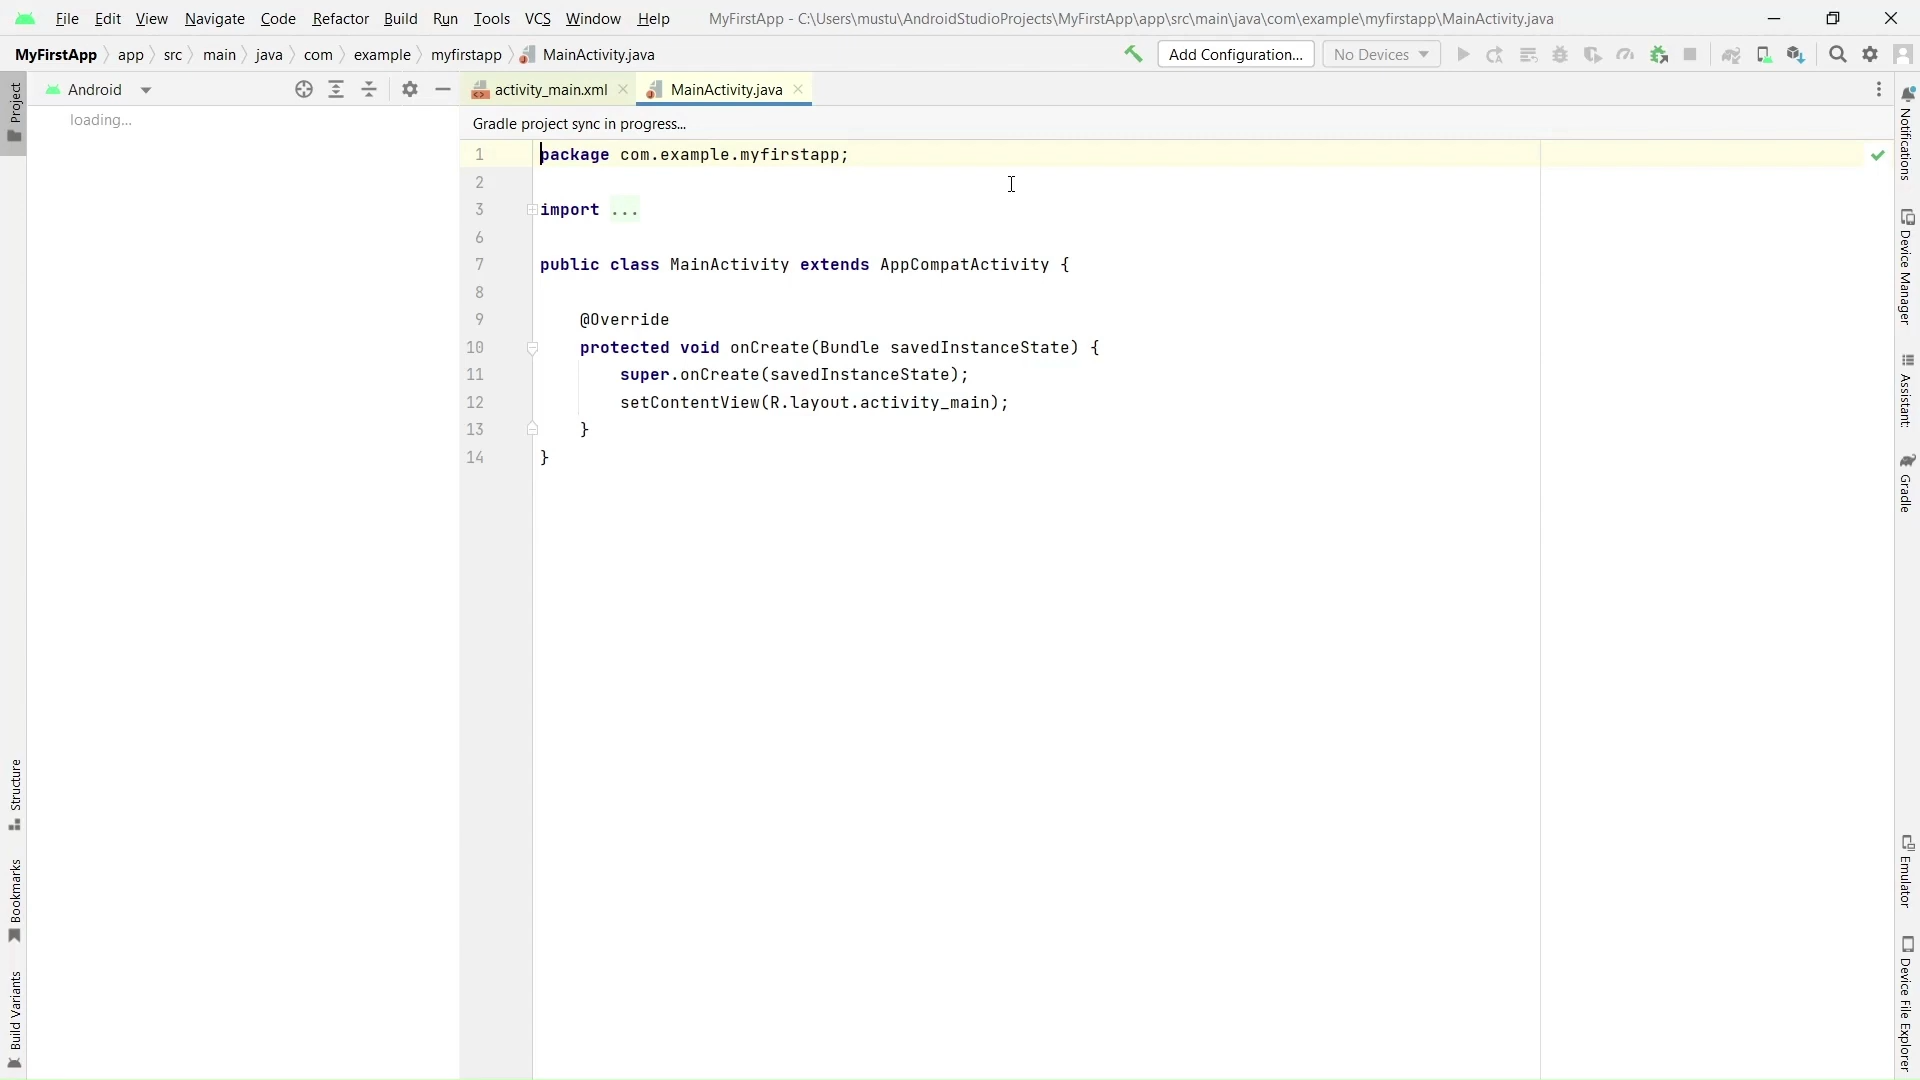 File Edit View Navigate Code Refactor Build Run Tools VCS Window Help MyFirstApp - C:\Users\mustu\AndroidStudioProjects\MyFirstApp\app\src\main\java\com\example\myfirstapp\MainActivity.java
MyFirstApp app src main java com example myfirstapp MainActivity.java Add Configuration... No Devices
Project
Android
activity_main.xml MainActivity.java
loading...
Gradle project sync in progress...
1 package com.example.myfirstapp;
2
3 import ...
6
7 public class MainActivity extends AppCompatActivity {
8
9 @Override
10 protected void onCreate(Bundle savedInstanceState) {
11 super.onCreate(savedInstanceState);
12 setContentView(R.layout.activity_main);
13 }
14 }
Structure
Bookmarks
Build Variants
Notifications
Device Manager
Assistant:
Gradle
Emulator
Device File Explorer